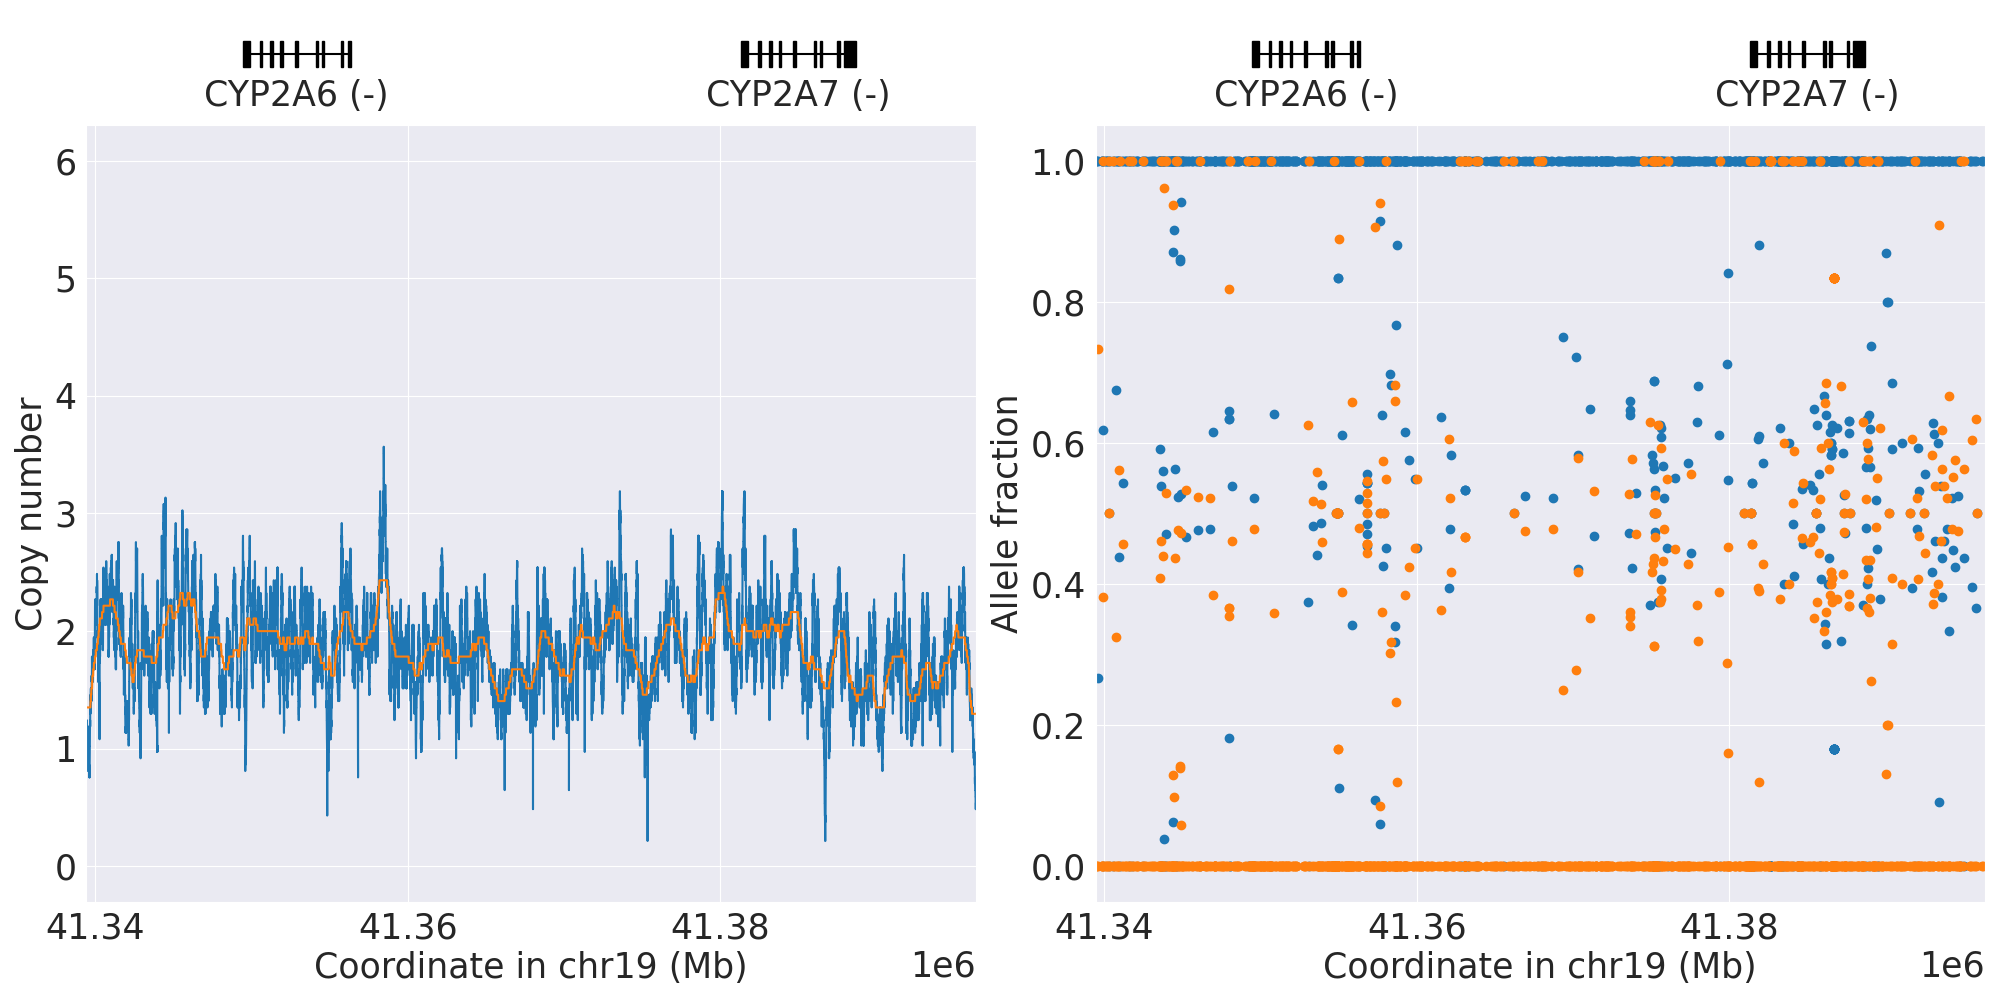 CYP2A6 (-)
CYP2A7 (-)
6
5
4
3
2
1
0
Copy number
41.34
41.36
41.38
Coordinate in chr19 (Mb)
1e6
CYP2A6 (-)
CYP2A7 (-)
1.0
0.8
0.6
0.4
0.2
0.0
Allele fraction
41.34
41.36
41.38
Coordinate in chr19 (Mb)
1e6